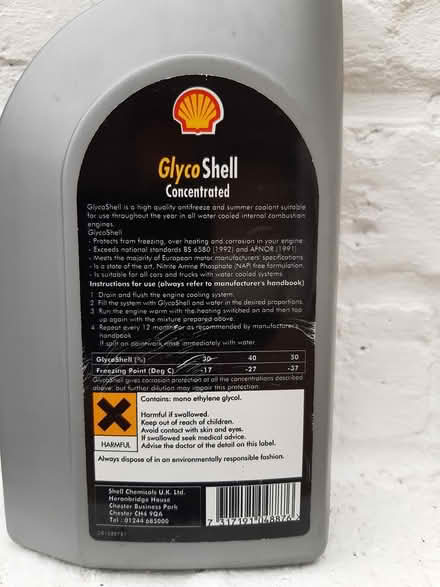 GlycoShell
Concentrated
GlycoShell is a high quality antifreeze and summer coolant suitable
for use throughout the year in all water cooled internal combustion
engines.
GlycoShell
- Protects from freezing, over heating and corrosion in your engine
- Exceeds national standards BS 6580 (1992) and AFNOR (1991)
- Meets the majority of European motor manufacturers' specifications
- Is a state of the art, Nitrite Amine Phosphate (NAP) free formulation.
- Is suitable for all cars and trucks with water cooled systems.
Instructions for use (always refer to manufacturer's handbook)
1 Drain and flush the engine cooling system.
2 Fill the system with GlycoShell and water in the desired proportions.
3 Run the engine warm with the heating switched on and then top
up again with the mixture prepared above.
4 Repeat every 12 months or as recommended by manufacturer's
handbook
If spilt on paintwork rinse immediately with water.
GlycoShell (%) 30 40 50
Freezing Point (Deg C) -17 -27 -37
GlycoShell gives corrosion protection at all the concentrations described
above, but further dilution may impair this protection
Contains: mono ethylene glycol.
Harmful if swallowed.
Keep out of reach of children.
Avoid contact with skin and eyes.
If swallowed seek medical advice.
Advise the doctor of the detail on this label.
HARMFUL
Always dispose of in an environmentally responsible fashion.
Shell Chemicals U.K. Ltd.
Heronbridge House
Chester Business Park
Chester CH4 9QA
Tel : 01244 685000
7 317191 048876